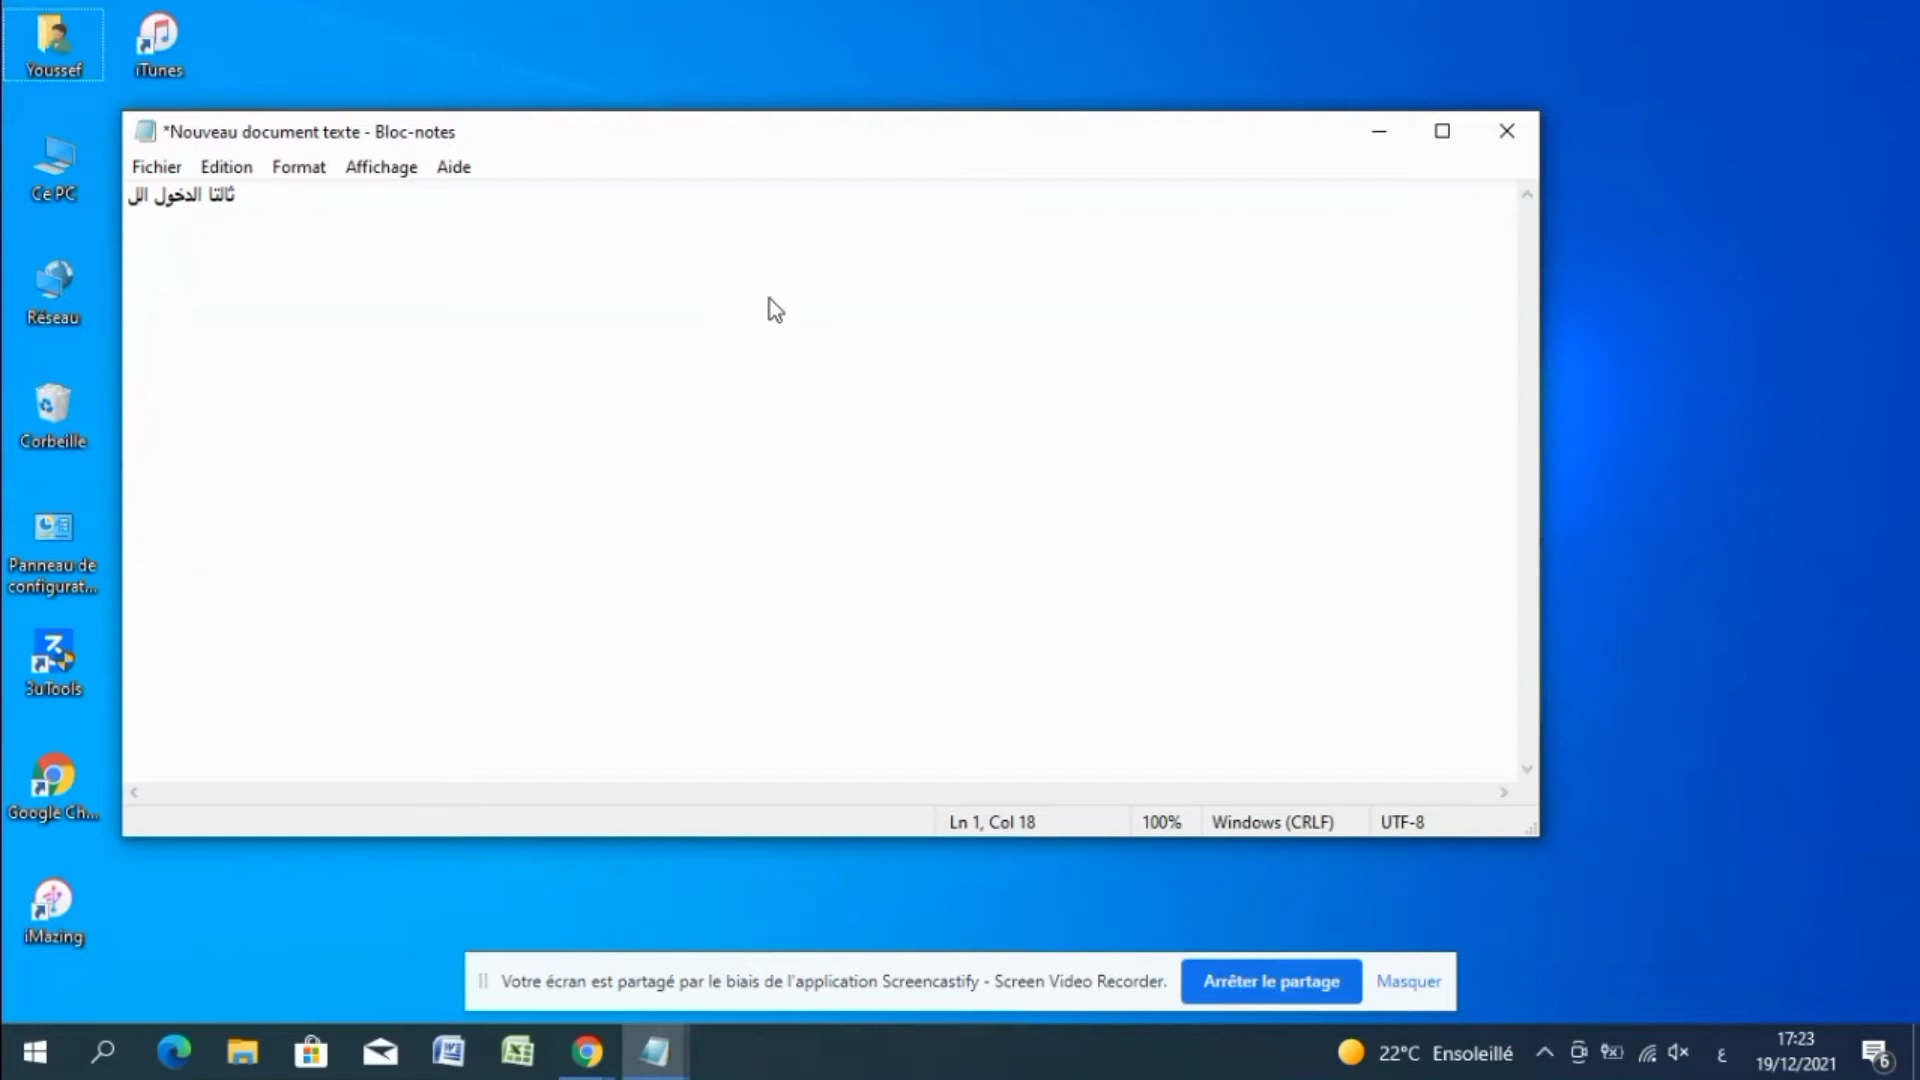 Youssef
iTunes
*Nouveau document texte - Bloc-notes
Fichier Edition Format Affichage Aide
ثالتا الدخول الل
Ce PC
Réseau
Corbeille
Panneau de
configurat...
3uTools
Google Ch...
iMazing
Ln 1, Col 18
100%
Windows (CRLF)
UTF-8
Votre écran est partagé par le biais de l'application Screencastify - Screen Video Recorder.
Arrêter le partage
Masquer
22°C Ensoleillé
ع
17:23
19/12/2021
6